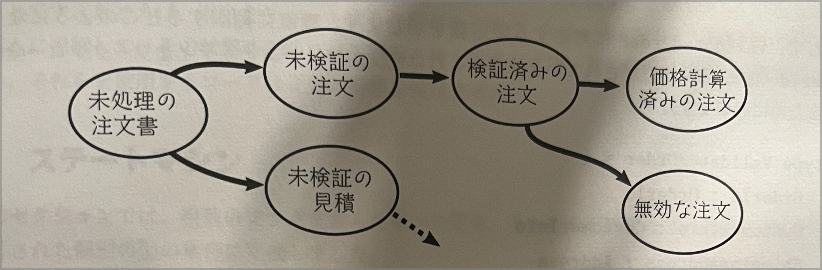 未処理の
注文書
未検証の
注文
検証済みの
注文
価格計算
済みの注文
未検証の
見積
無効な注文